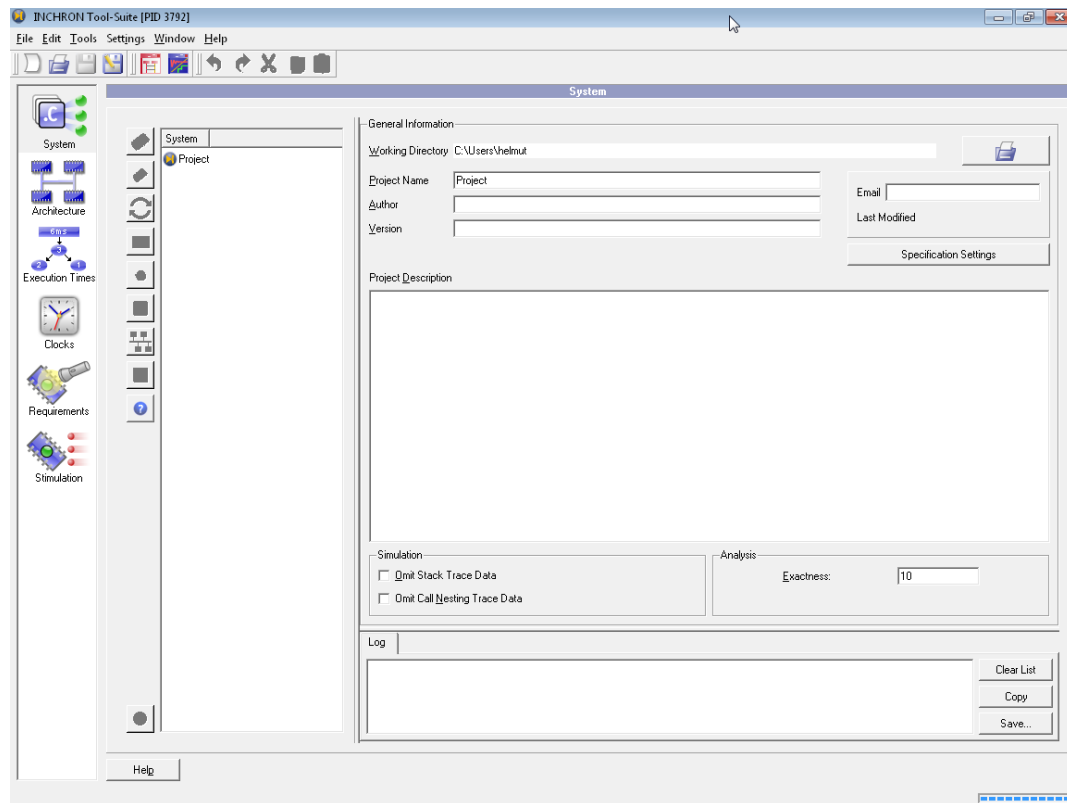 INCHRON Tool-Suite [PID 3792]
File Edit Tools Settings Window Help
System
System
Architecture
6ms
3
2 1
Execution Times
Clocks
Requirements
Stimulation
.C
System
Project
General Information
Working Directory C:\Users\helmut
Project Name Project
Author
Version
Email
Last Modified
Specification Settings
Project Description
Simulation
Omit Stack Trace Data
Omit Call Nesting Trace Data
Analysis
Exactness: 10
Log
Clear List
Copy
Save...
Help